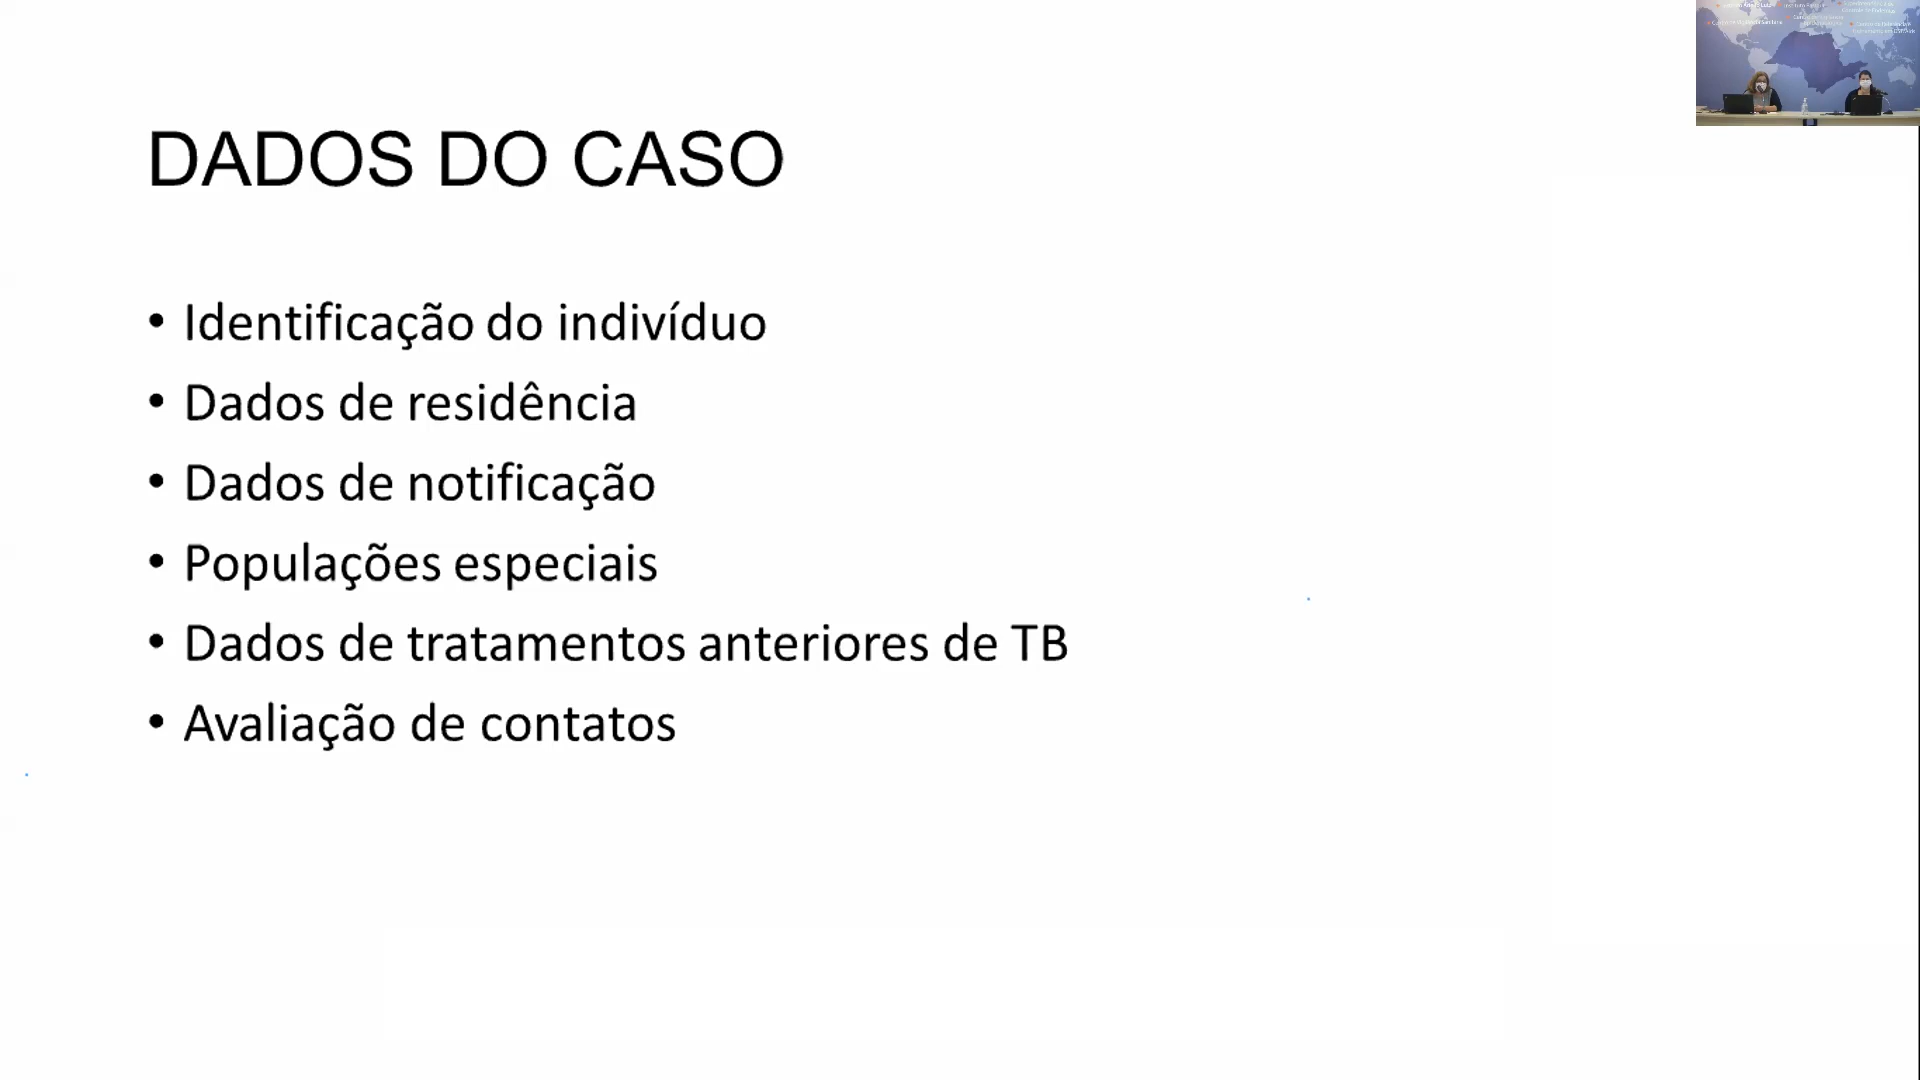 DADOS DO CASO
• Identificação do indivíduo
• Dados de residência
• Dados de notificação
• Populações especiais
• Dados de tratamentos anteriores de TB
• Avaliação de contatos